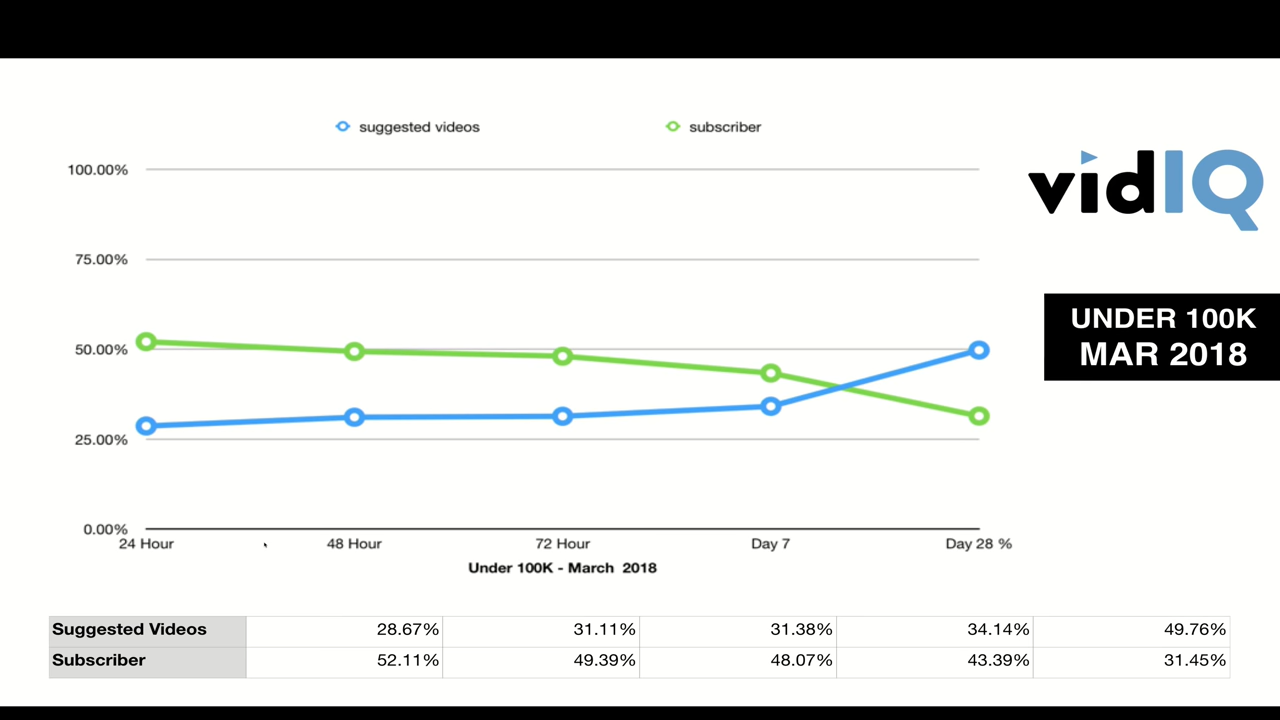 suggested videos subscriber
100.00%
vidIQ
75.00%
UNDER 100K
MAR 2018
50.00%
25.00%
0.00%
24 Hour 48 Hour 72 Hour Day 7 Day 28 %
Under 100K - March 2018
Suggested Videos 28.67% 31.11% 31.38% 34.14% 49.76%
Subscriber 52.11% 49.39% 48.07% 43.39% 31.45%